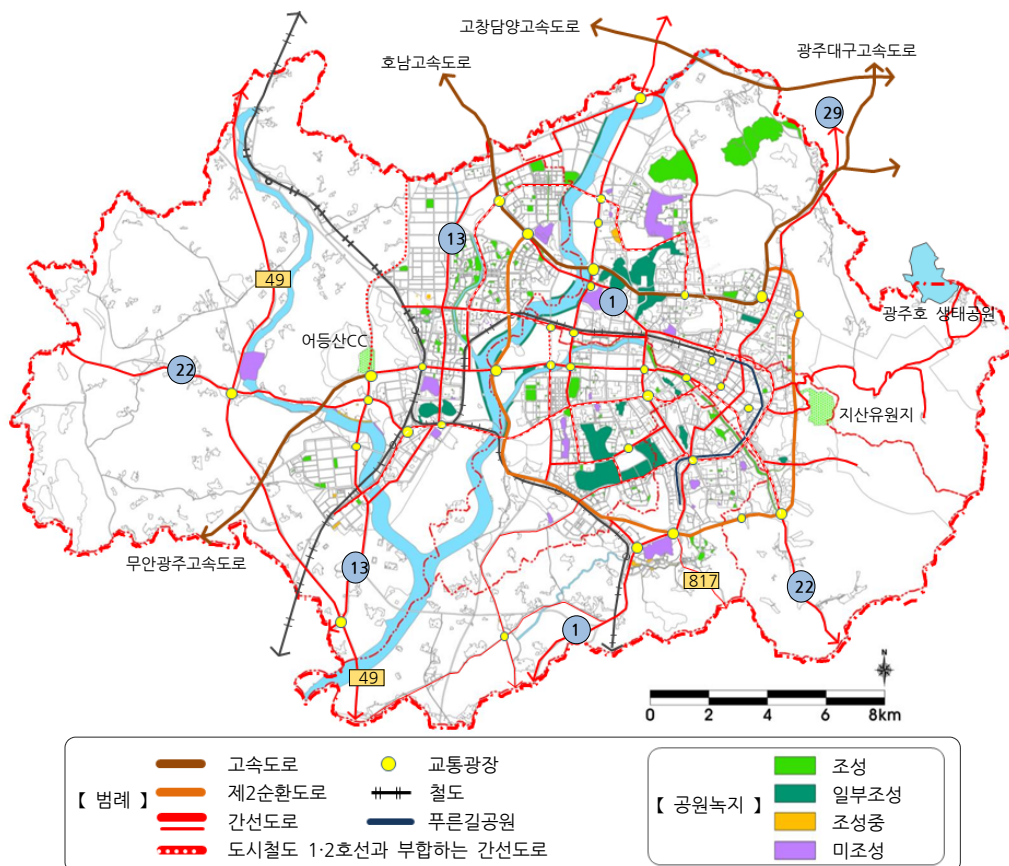 고창담양고속도로
광주대구고속도로
호남고속도로
29
13
49
1
광주호 생태공원
어등산CC
22
지산유원지
무안광주고속도로
13
817
22
1
49
N
0 2 4 6 8km
【 범례 】
고속도로
교통광장
제2순환도로
철도
간선도로
푸른길공원
도시철도 1·2호선과 부합하는 간선도로
【 공원녹지 】
조성
일부조성
조성중
미조성